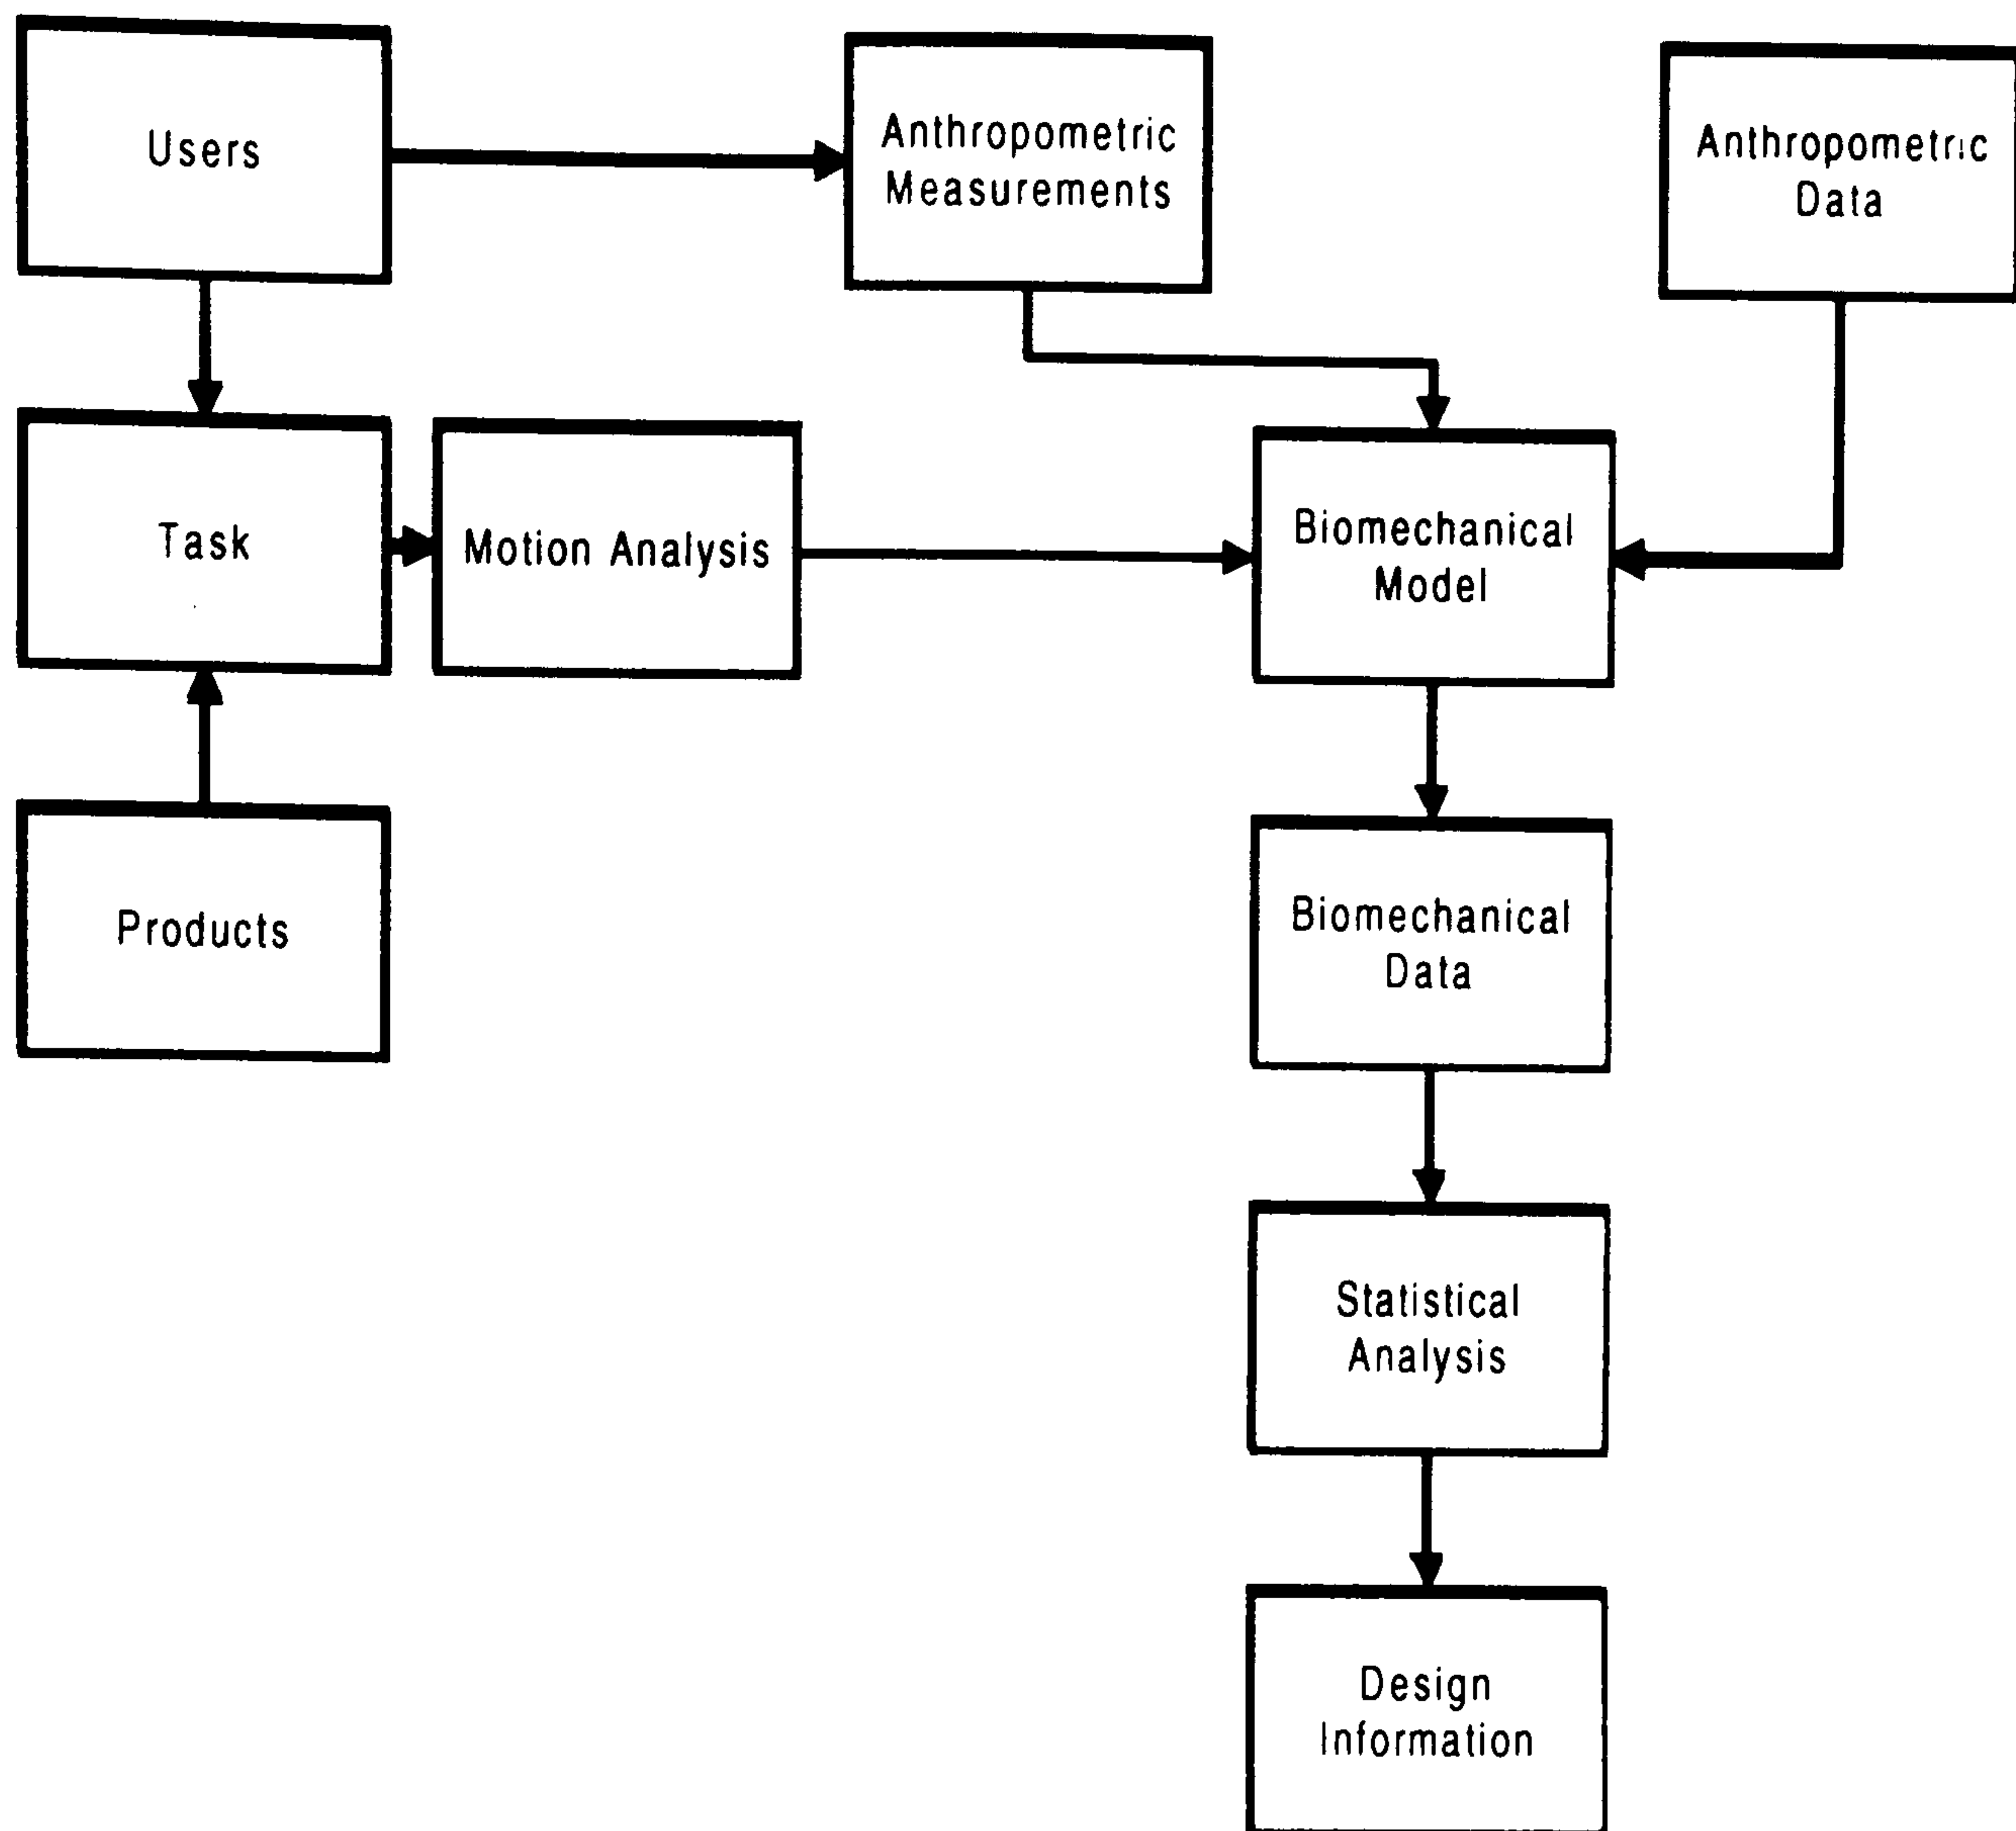 Users
Anthropometric
Measurements
Anthropometric
Data
Task
Motion Analysis
Biomechanical
Model
Products
Biomechanical
Data
Statistical
Analysis
Design
Information